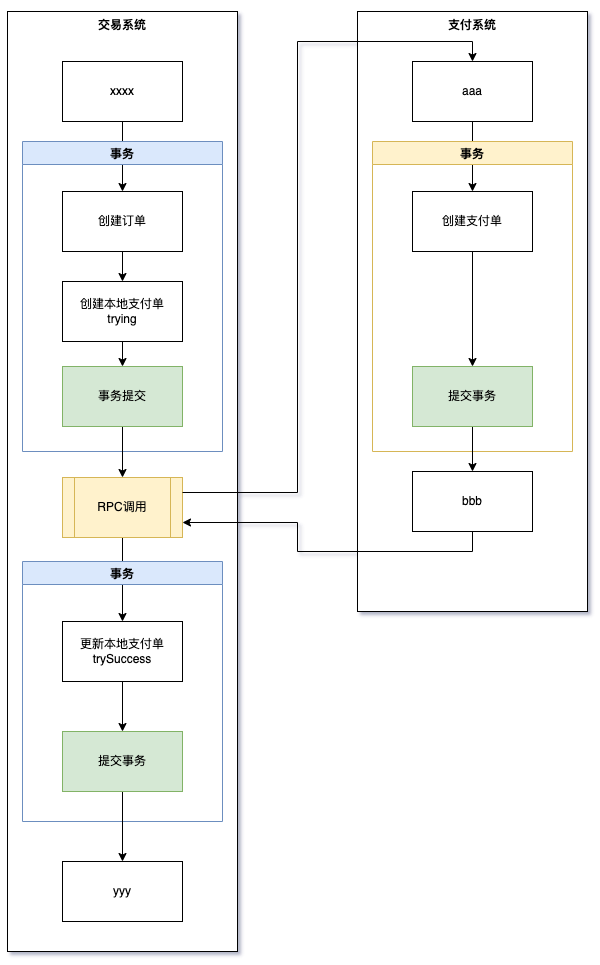 交易系统
xxxx
事务
创建订单
创建本地支付单
trying
事务提交
RPC调用
事务
更新本地支付单
trySuccess
提交事务
yyy
支付系统
aaa
事务
创建支付单
提交事务
bbb